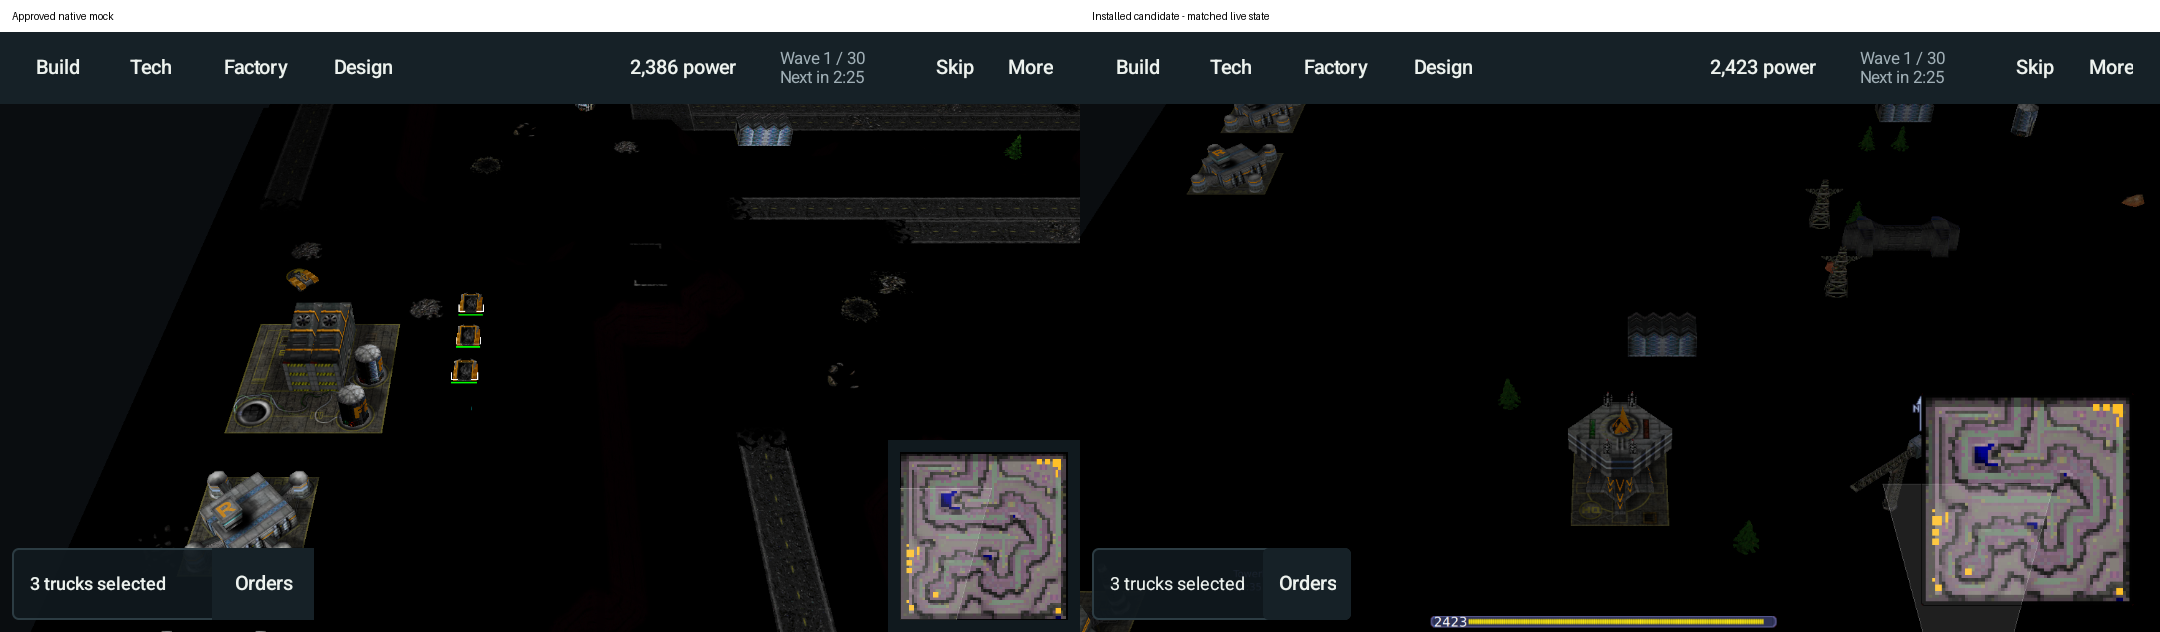 Approved native mock
Installed candidate - matched live state
Build Tech Factory Design 2,386 power Wave 1 / 30 Skip More
Next in 2:25
Build Tech Factory Design 2,423 power Wave 1 / 30 Skip More
Next in 2:25
R
R
N
3 trucks selected Orders
3 trucks selected Orders
2423